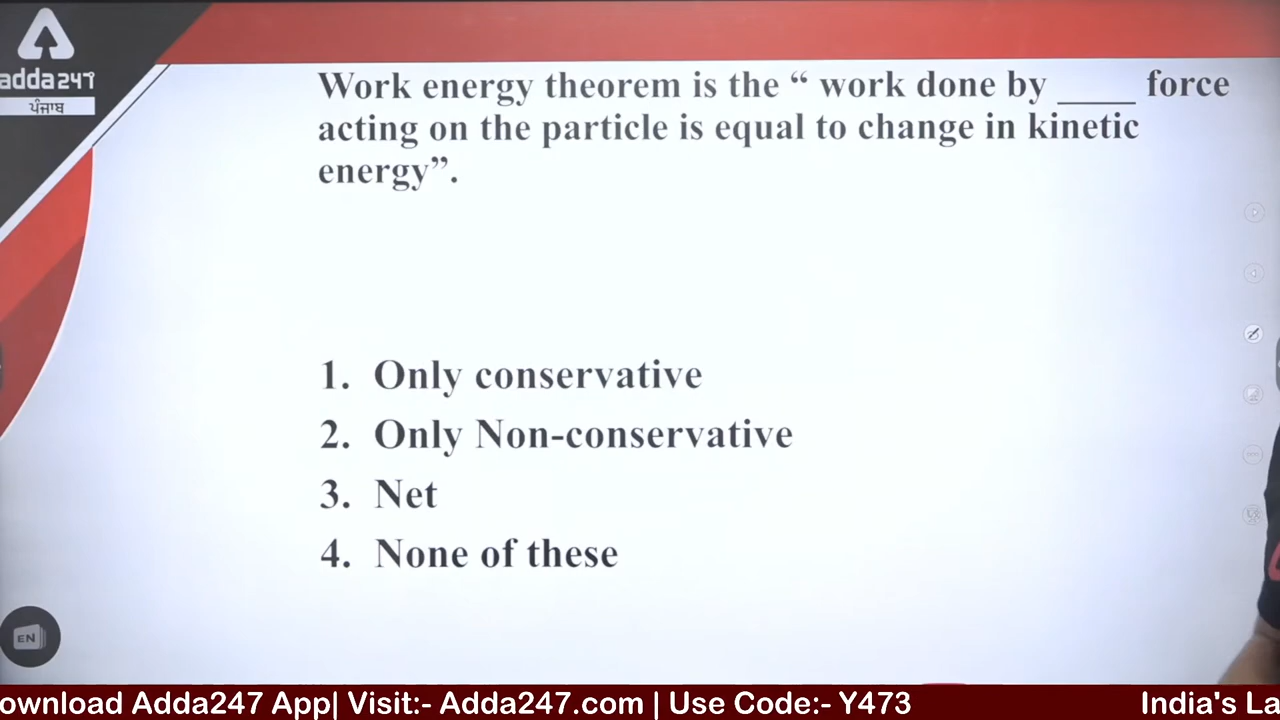 adda247
ਪੰਜਾਬ
Work energy theorem is the “ work done by ____ force
acting on the particle is equal to change in kinetic
energy”.
1. Only conservative
2. Only Non-conservative
3. Net
4. None of these
EN
ownload Adda247 App| Visit:- Adda247.com | Use Code:- Y473 India's La